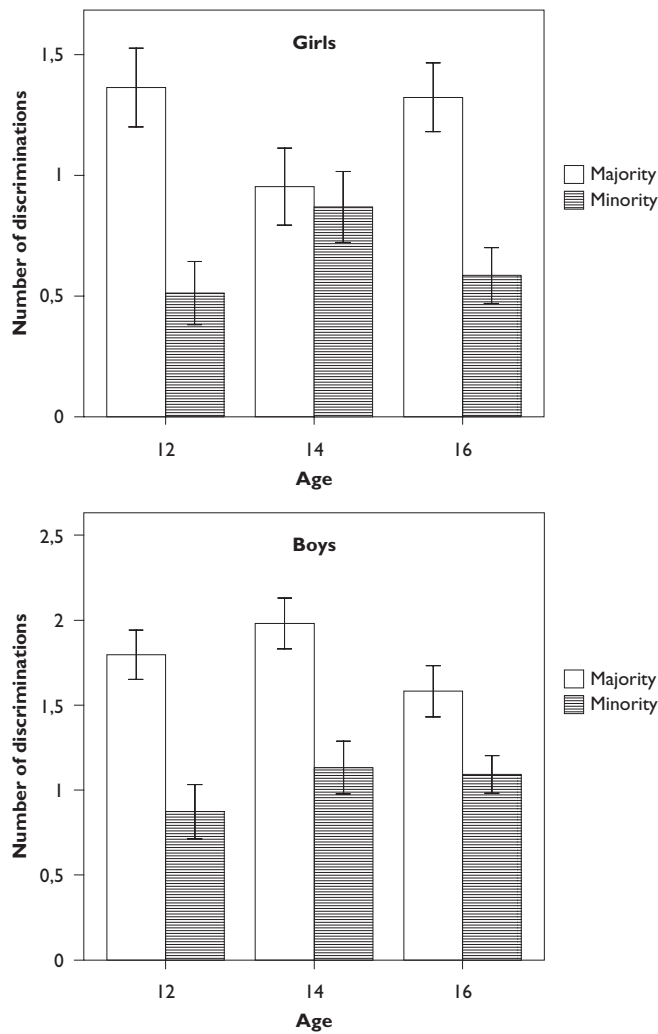 Girls
1,5
1
0,5
0
Number of discriminations
12 14 16
Age
Majority
Minority
Boys
2,5
2
1,5
1
0,5
0
Number of discriminations
12 14 16
Age
Majority
Minority